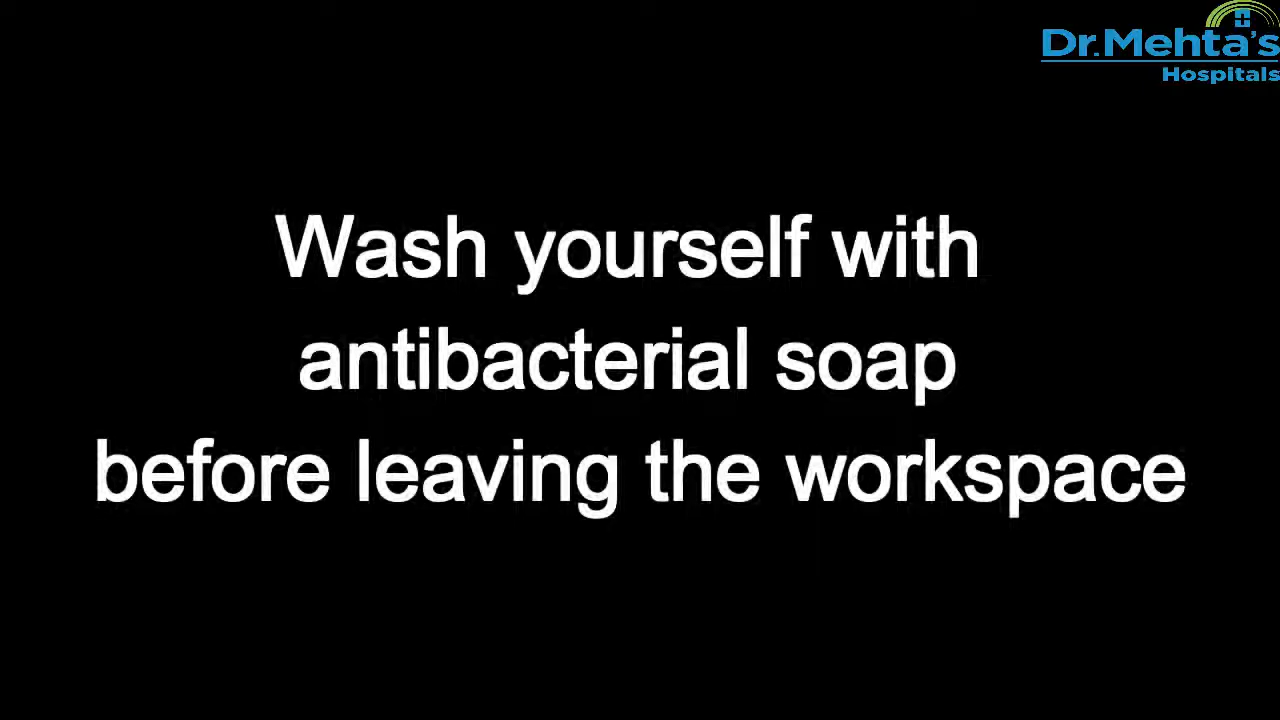 Dr.Mehta's
Hospitals
Wash yourself with
antibacterial soap
before leaving the workspace